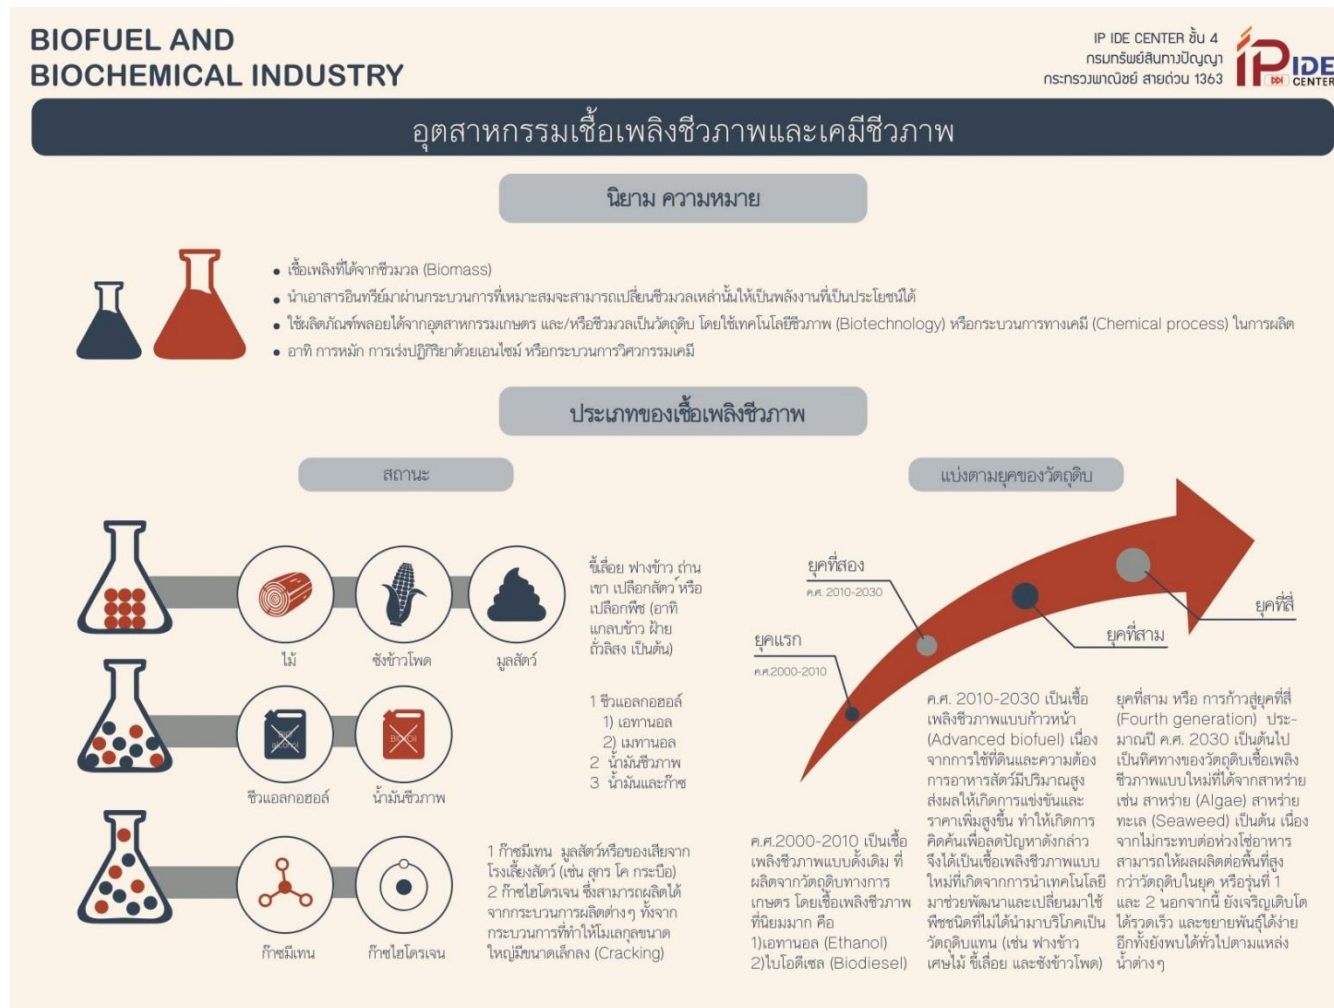 BIOFUEL AND
BIOCHEMICAL INDUSTRY
IP IDE CENTER ชั้น 4
กรมทรัพย์สินทางปัญญา
กระทรวงพาณิชย์ สายด่วน 1363
IP IDE
CENTER
อุตสาหกรรมเชื้อเพลิงชีวภาพและเคมีชีวภาพ
นิยาม ความหมาย
เชื้อเพลิงที่ได้จากชีวมวล (Biomass)
นำเอาสารอินทรีย์มาผ่านกระบวนการที่เหมาะสมจะสามารถเปลี่ยนชีวมวลเหล่านั้นให้เป็นพลังงานที่เป็นประโยชน์ได้
ใช้ผลิตภัณฑ์พลอยได้จากอุตสาหกรรมเกษตร และ/หรือชีวมวลเป็นวัตถุดิบ โดยใช้เทคโนโลยีชีวภาพ (Biotechnology) หรือกระบวนการทางเคมี (Chemical process) ในการผลิต
อาทิ การหมัก การเร่งปฏิกิริยาด้วยเอนไซม์ หรือกระบวนการวิศวกรรมเคมี
ประเภทของเชื้อเพลิงชีวภาพ
สถานะ
ไม้
ซังข้าวโพด
มูลสัตว์
ขี้เลื่อย ฟางข้าว ถ่าน
เขา เปลือกสัตว์ หรือ
เปลือกพืช (อาทิ
แกลบข้าว ฝ้าย
ถั่วลิสง เป็นต้น)
BIO
alcohol
ชีวแอลกอฮอล์
น้ำมันชีวภาพ
1 ชีวแอลกอฮอล์
1) เอทานอล
2) เมทานอล
2 น้ำมันชีวภาพ
3 น้ำมันและก๊าซ
ก๊าซมีเทน
ก๊าซไฮโดรเจน
1 ก๊าซมีเทน มูลสัตว์หรือของเสียจาก
โรงเลี้ยงสัตว์ (เช่น สุกร โค กระบือ)
2 ก๊าซไฮโดรเจน ซึ่งสามารถผลิตได้
จากกระบวนการผลิตต่างๆ ทั้งจาก
กระบวนการที่ทำให้โมเลกุลขนาด
ใหญ่มีขนาดเล็กลง (Cracking)
แบ่งตามยุคของวัตถุดิบ
ยุคแรก
ค.ศ.2000-2010
ยุคที่สอง
ค.ศ. 2010-2030
ยุคที่สาม
ยุคที่สี่
ค.ศ.2000-2010 เป็นเชื้อ
เพลิงชีวภาพแบบดั้งเดิม ที่
ผลิตจากวัตถุดิบทางการ
เกษตร โดยเชื้อเพลิงชีวภาพ
ที่นิยมมาก คือ
1)เอทานอล (Ethanol)
2)ไบโอดีเซล (Biodiesel)
ค.ศ. 2010-2030 เป็นเชื้อ
เพลิงชีวภาพแบบก้าวหน้า
(Advanced biofuel) เนื่อง
จากการใช้ที่ดินและความต้อง
การอาหารสัตว์มีปริมาณสูง
ส่งผลให้เกิดการแข่งขันและ
ราคาเพิ่มสูงขึ้น ทำให้เกิดการ
คิดค้นเพื่อลดปัญหาดังกล่าว
จึงได้เป็นเชื้อเพลิงชีวภาพแบบ
ใหม่ที่เกิดจากการนำเทคโนโลยี
มาช่วยพัฒนาและเปลี่ยนมาใช้
พืชชนิดที่ไม่ได้นำมาบริโภคเป็น
วัตถุดิบแทน (เช่น ฟางข้าว
เศษไม้ ขี้เลื่อย และซังข้าวโพด)
ยุคที่สาม หรือ การก้าวสู่ยุคที่สี่
(Fourth generation) ประ-
มาณปี ค.ศ. 2030 เป็นต้นไป
เป็นทิศทางของวัตถุดิบเชื้อเพลิง
ชีวภาพแบบใหม่ที่ได้จากสาหร่าย
เช่น สาหร่าย (Algae) สาหร่าย
ทะเล (Seaweed) เป็นต้น เนื่อง
จากไม่กระทบต่อห่วงโซ่อาหาร
สามารถให้ผลผลิตต่อพื้นที่สูง
กว่าวัตถุดิบในยุค หรือรุ่นที่ 1
และ 2 นอกจากนี้ ยังเจริญเติบโต
ได้รวดเร็ว และขยายพันธุ์ได้ง่าย
อีกทั้งยังพบได้ทั่วไปตามแหล่ง
น้ำต่างๆ